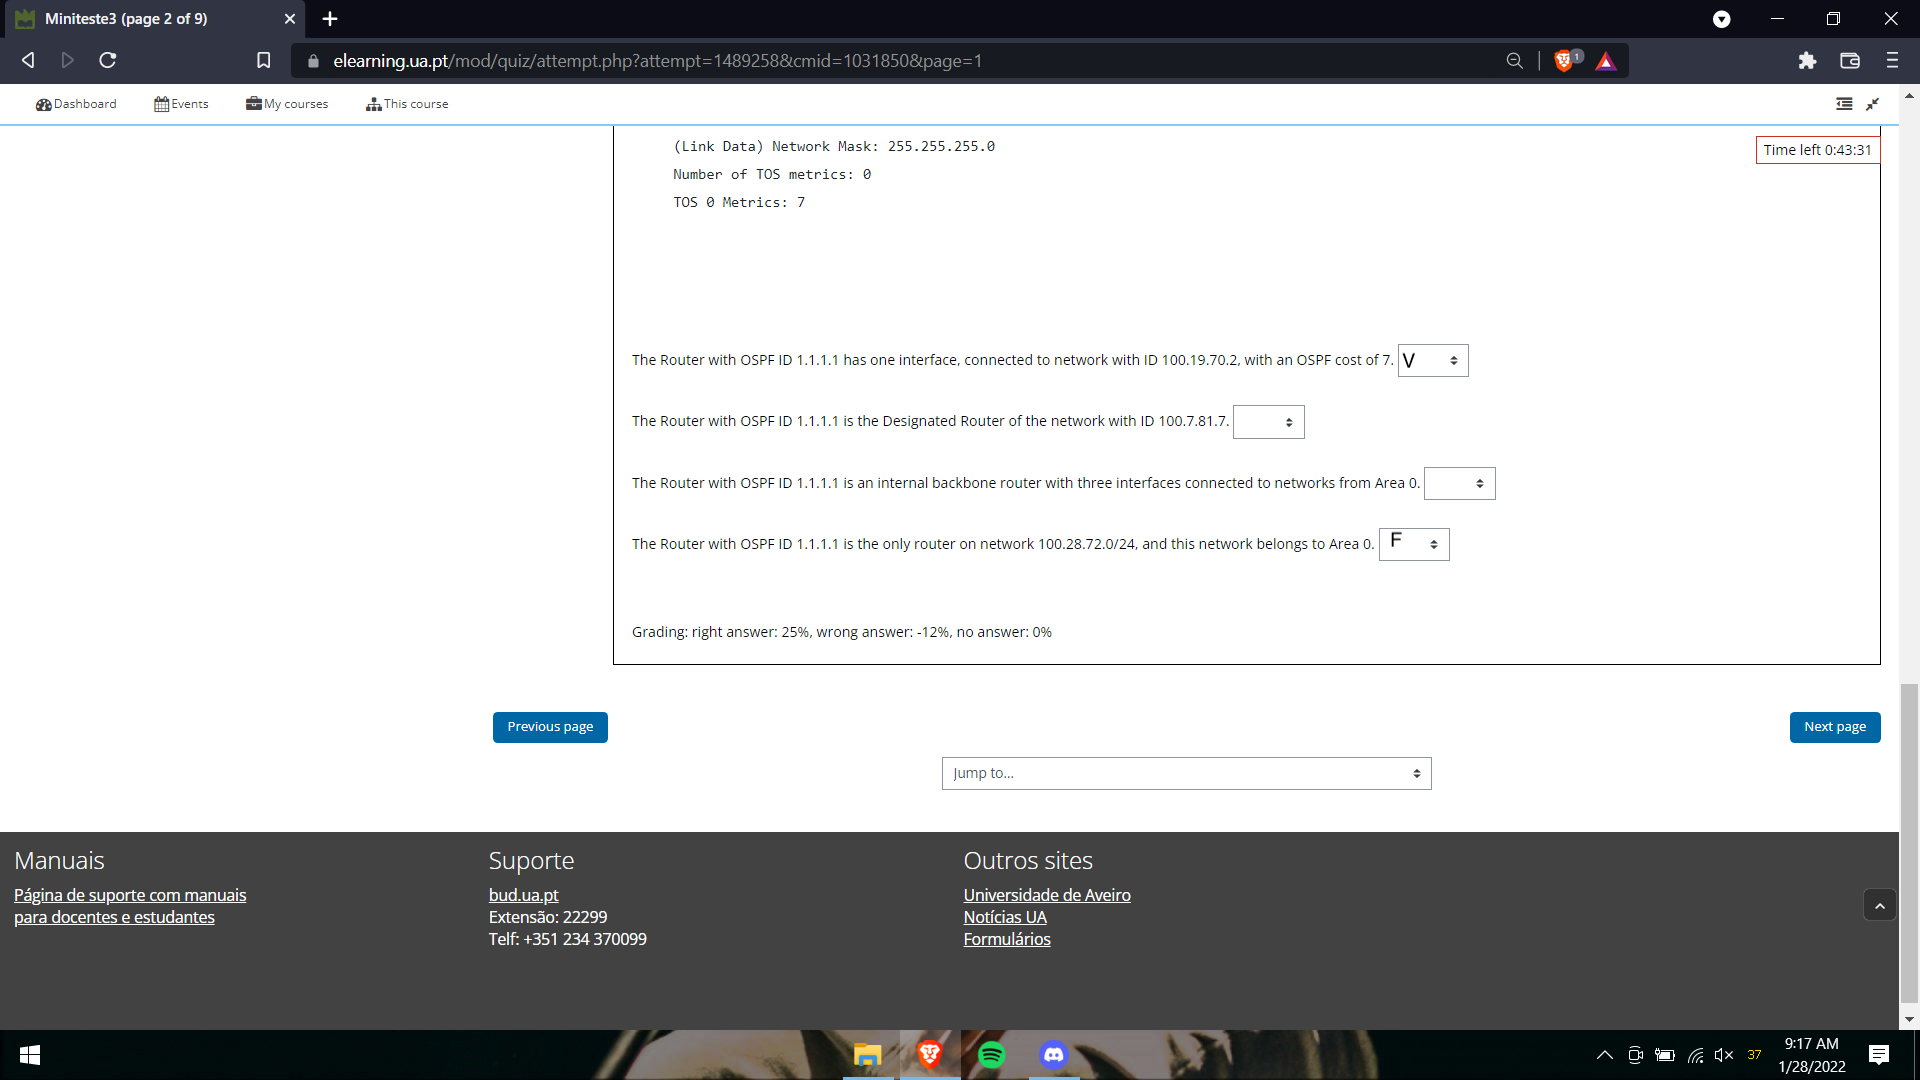 Miniteste3 (page 2 of 9)
elearning.ua.pt/mod/quiz/attempt.php?attempt=1489258&cmid=1031850&page=1
1
Dashboard Events My courses This course
(Link Data) Network Mask: 255.255.255.0
Time left 0:43:31
Number of TOS metrics: 0
TOS 0 Metrics: 7
The Router with OSPF ID 1.1.1.1 has one interface, connected to network with ID 100.19.70.2, with an OSPF cost of 7. V
The Router with OSPF ID 1.1.1.1 is the Designated Router of the network with ID 100.7.81.7.
The Router with OSPF ID 1.1.1.1 is an internal backbone router with three interfaces connected to networks from Area 0.
The Router with OSPF ID 1.1.1.1 is the only router on network 100.28.72.0/24, and this network belongs to Area 0. F
Grading: right answer: 25%, wrong answer: -12%, no answer: 0%
Previous page
Next page
Jump to...
Manuais
Página de suporte com manuais
para docentes e estudantes
Suporte
bud.ua.pt
Extensão: 22299
Telf: +351 234 370099
Outros sites
Universidade de Aveiro
Notícias UA
Formulários
37
9:17 AM
1/28/2022